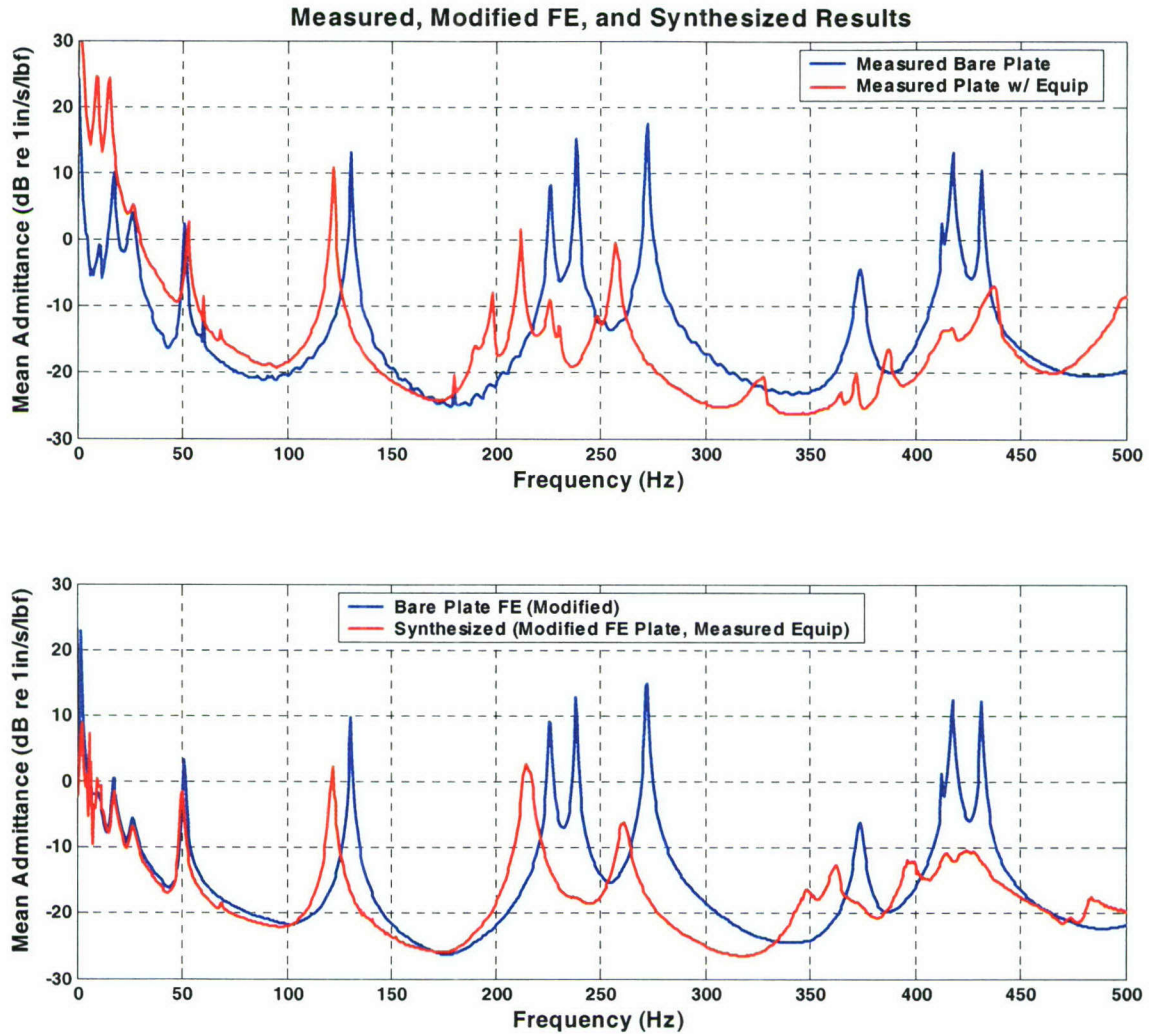 Measured, Modified FE, and Synthesized Results
Mean Admittance (dB re 1in/s/lbf)
30
20
10
0
-10
-20
-30
Measured Bare Plate
Measured Plate w/ Equip
0 50 100 150 200 250 300 350 400 450 500
Frequency (Hz)
Mean Admittance (dB re 1in/s/lbf)
30
20
10
0
-10
-20
-30
Bare Plate FE (Modified)
Synthesized (Modified FE Plate, Measured Equip)
0 50 100 150 200 250 300 350 400 450 500
Frequency (Hz)